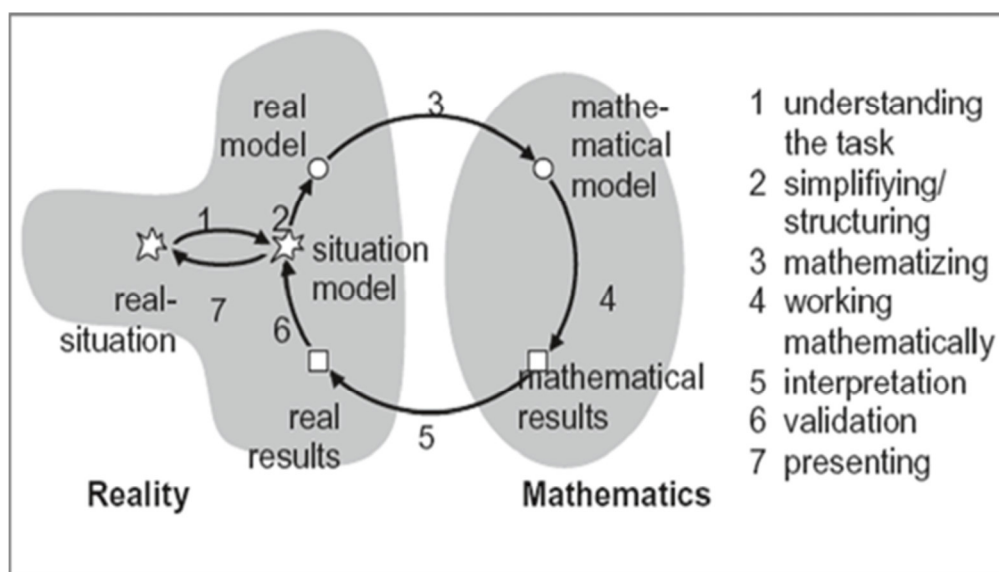 real
model
3
mathe-
matical
model
1
2
situation
model
real-
situation
7
6
4
real
results
5
mathematical
results
Reality
Mathematics
1 understanding
the task
2 simplifiying/
structuring
3 mathematizing
4 working
mathematically
5 interpretation
6 validation
7 presenting